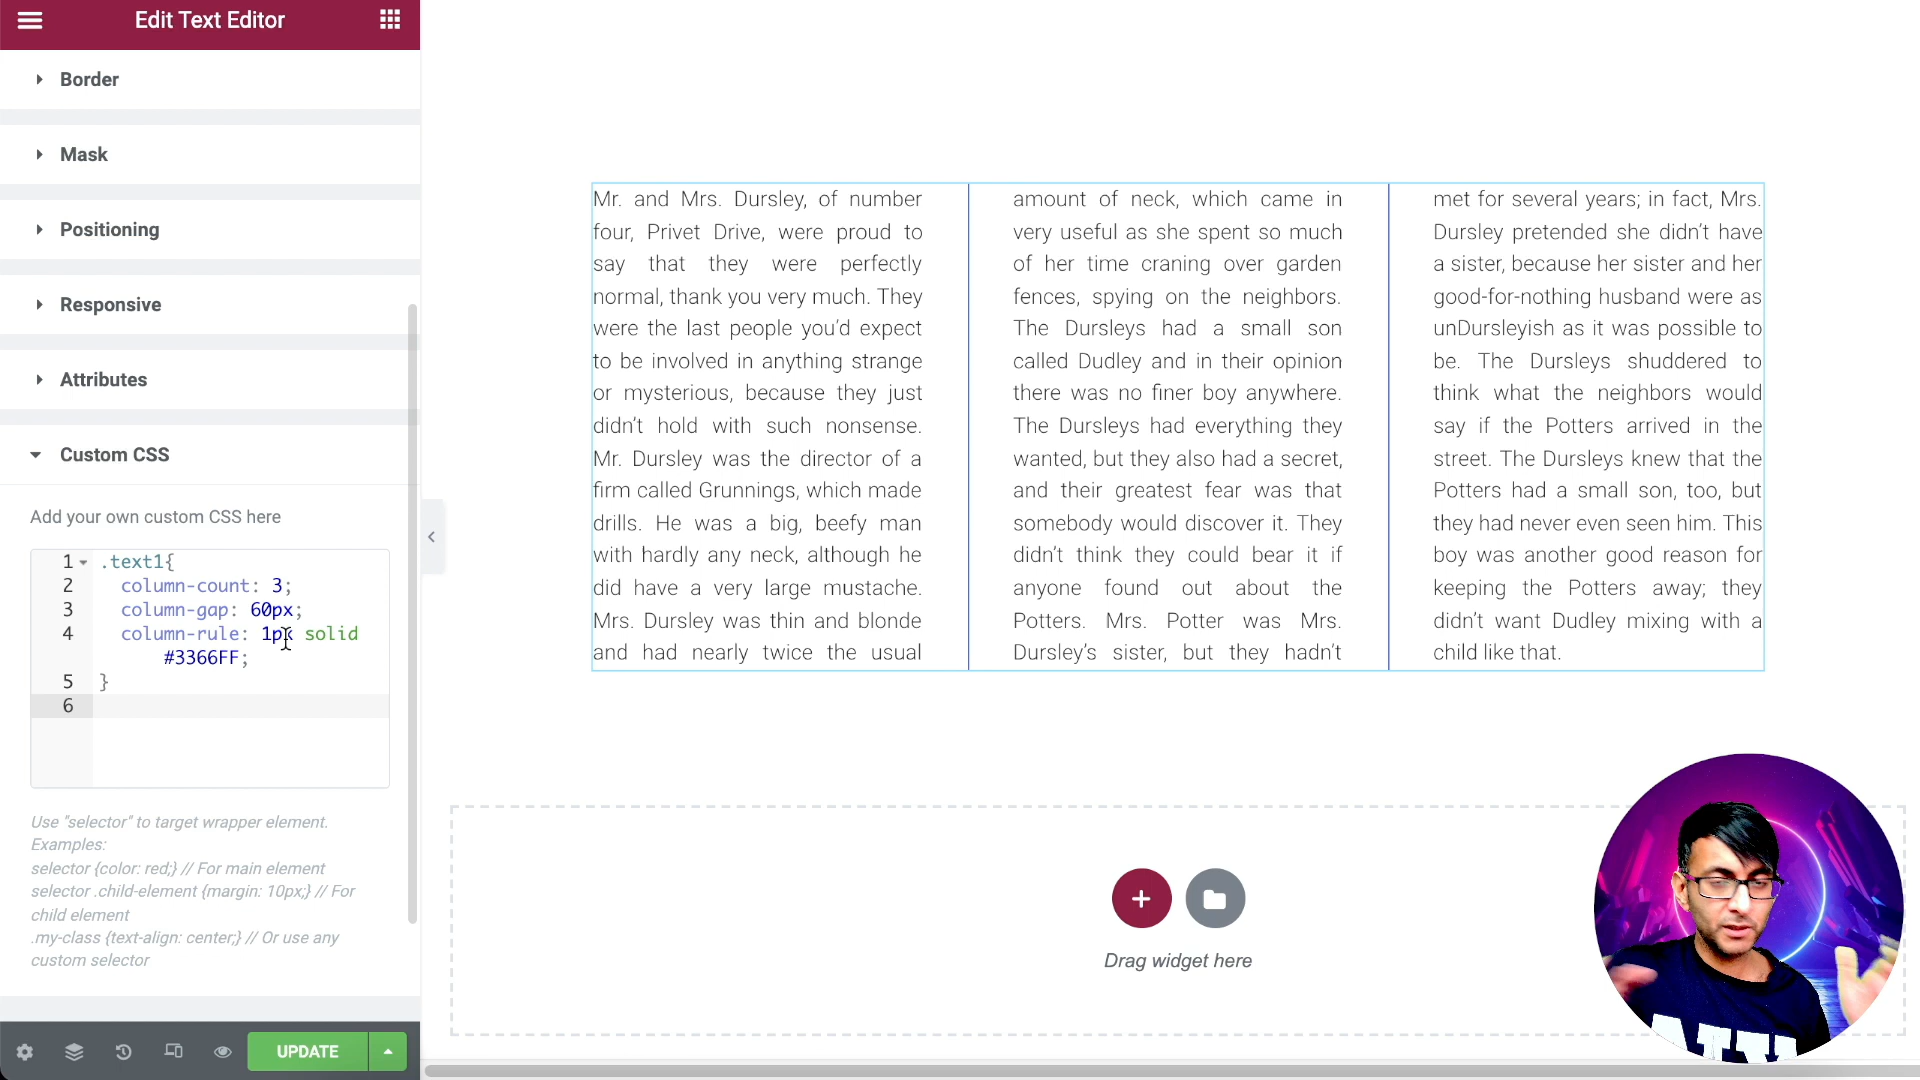 Edit Text Editor
Border
Mask
Positioning
Responsive
Attributes
Custom CSS
Add your own custom CSS here
1 .text1{
2 column-count: 3;
3 column-gap: 60px;
4 column-rule: 1px solid
#3366FF;
5 }
6
Use "selector" to target wrapper element.
Examples:
selector {color: red;} // For main element
selector .child-element {margin: 10px;} // For
child element
.my-class {text-align: center;} // Or use any
custom selector
UPDATE
Mr. and Mrs. Dursley, of number
four, Privet Drive, were proud to
say that they were perfectly
normal, thank you very much. They
were the last people you'd expect
to be involved in anything strange
or mysterious, because they just
didn't hold with such nonsense.
Mr. Dursley was the director of a
firm called Grunnings, which made
drills. He was a big, beefy man
with hardly any neck, although he
did have a very large mustache.
Mrs. Dursley was thin and blonde
and had nearly twice the usual
amount of neck, which came in
very useful as she spent so much
of her time craning over garden
fences, spying on the neighbors.
The Dursleys had a small son
called Dudley and in their opinion
there was no finer boy anywhere.
The Dursleys had everything they
wanted, but they also had a secret,
and their greatest fear was that
somebody would discover it. They
didn't think they could bear it if
anyone found out about the
Potters. Mrs. Potter was Mrs.
Dursley's sister, but they hadn't
met for several years; in fact, Mrs.
Dursley pretended she didn't have
a sister, because her sister and her
good-for-nothing husband were as
unDursleyish as it was possible to
be. The Dursleys shuddered to
think what the neighbors would
say if the Potters arrived in the
street. The Dursleys knew that the
Potters had a small son, too, but
they had never even seen him. This
boy was another good reason for
keeping the Potters away; they
didn't want Dudley mixing with a
child like that.
Drag widget here